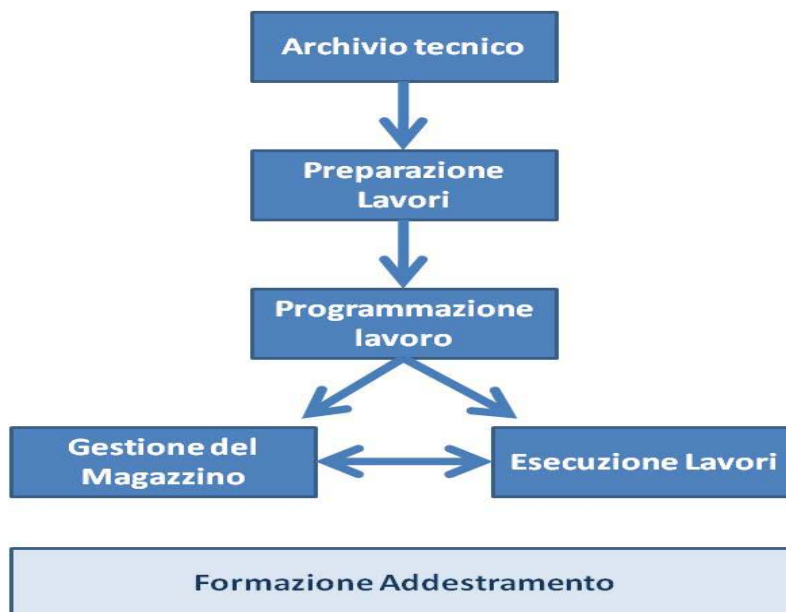 Archivio tecnico
Preparazione
Lavori
Programmazione
lavoro
Gestione del
Magazzino
Esecuzione Lavori
Formazione Addestramento